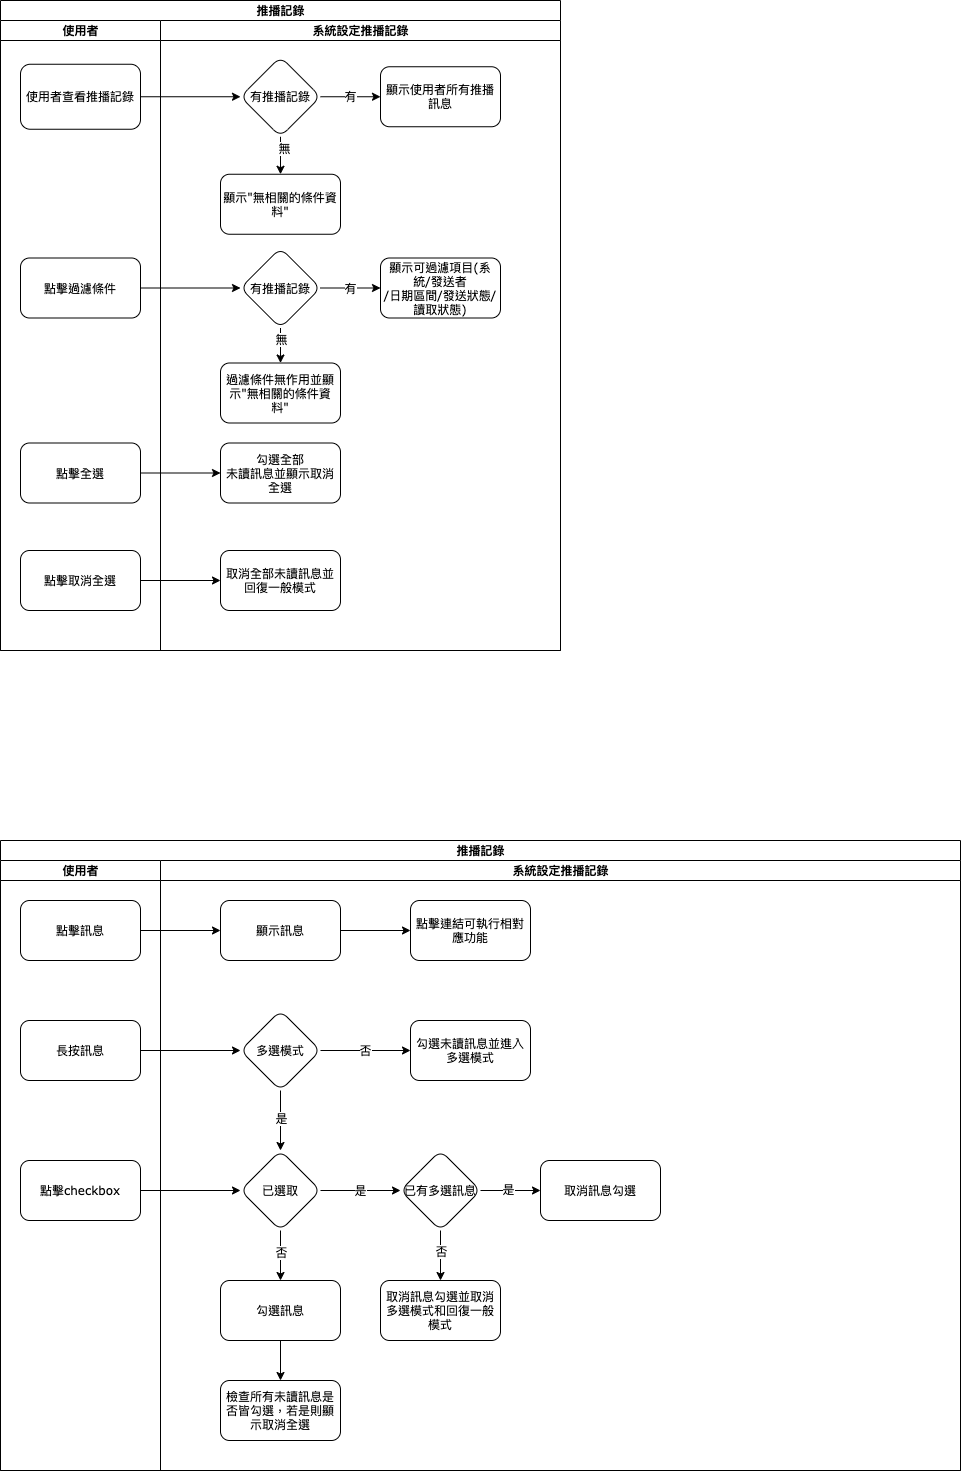 推播記錄
使用者
系統設定推播記錄
使用者查看推播記錄
有推播記錄
有
顯示使用者所有推播
訊息
無
顯示"無相關的條件資
料"
點擊過濾條件
有推播記錄
有
顯示可過濾項目(系
統/發送者
/日期區間/發送狀態/
讀取狀態)
無
過濾條件無作用並顯
示"無相關的條件資
料"
點擊全選
勾選全部
未讀訊息並顯示取消
全選
點擊取消全選
取消全部未讀訊息並
回復一般模式
推播記錄
使用者
系統設定推播記錄
點擊訊息
顯示訊息
點擊連結可執行相對
應功能
長按訊息
多選模式
否
勾選未讀訊息並進入
多選模式
是
點擊checkbox
已選取
是
已有多選訊息
是
取消訊息勾選
否
否
勾選訊息
取消訊息勾選並取消
多選模式和回復一般
模式
檢查所有未讀訊息是
否皆勾選，若是則顯
示取消全選